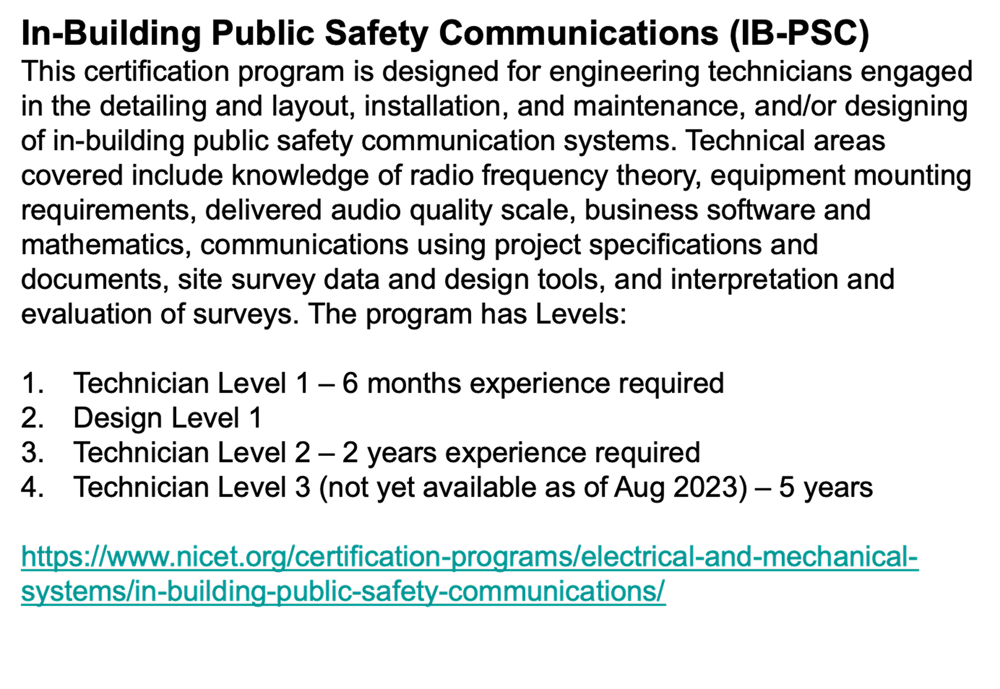 In-Building Public Safety Communications (IB-PSC)
This certification program is designed for engineering technicians engaged
in the detailing and layout, installation, and maintenance, and/or designing
of in-building public safety communication systems. Technical areas
covered include knowledge of radio frequency theory, equipment mounting
requirements, delivered audio quality scale, business software and
mathematics, communications using project specifications and
documents, site survey data and design tools, and interpretation and
evaluation of surveys. The program has Levels:
1. Technician Level 1 – 6 months experience required
2. Design Level 1
3. Technician Level 2 – 2 years experience required
4. Technician Level 3 (not yet available as of Aug 2023) – 5 years
https://www.nicet.org/certification-programs/electrical-and-mechanical-
systems/in-building-public-safety-communications/